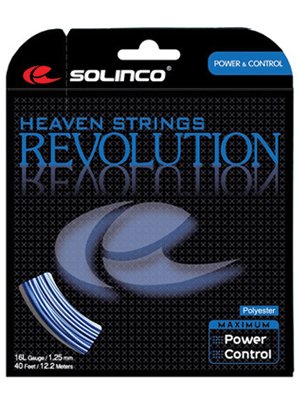 SOLINCO®
POWER & CONTROL
HEAVEN STRINGS
REVOLUTION
Polyester
MAXIMUM
Power
Control
16L Gauge / 1.25 mm
40 Feet / 12.2 Meters